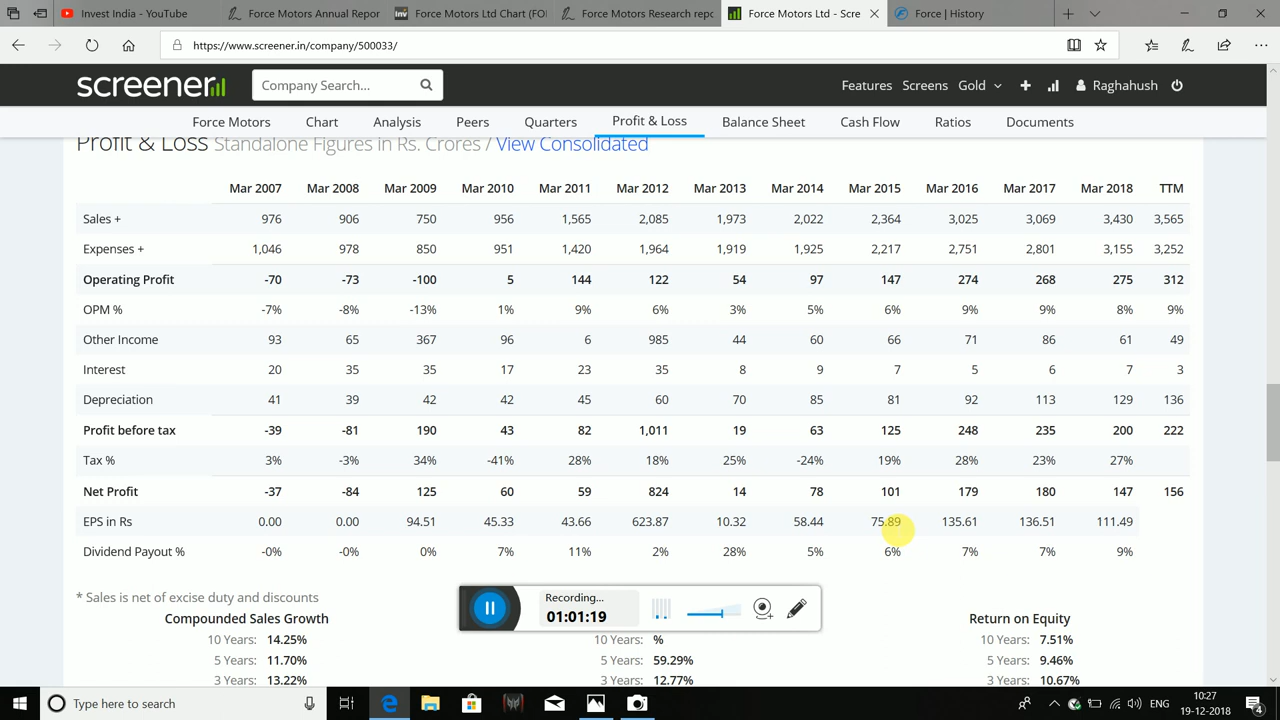 Invest India - YouTube
Force Motors Annual Repor
Force Motors Ltd Chart (FOI
Force Motors Research repo
Force Motors Ltd - Scre
Force | History
https://www.screener.in/company/500033/
screener
Company Search...
Features Screens Gold Raghahush
Force Motors Chart Analysis Peers Quarters Profit & Loss Balance Sheet Cash Flow Ratios Documents
Profit & Loss Standalone Figures in Rs. Crores / View Consolidated
Mar 2007 Mar 2008 Mar 2009 Mar 2010 Mar 2011 Mar 2012 Mar 2013 Mar 2014 Mar 2015 Mar 2016 Mar 2017 Mar 2018 TTM
Sales + 976 906 750 956 1,565 2,085 1,973 2,022 2,364 3,025 3,069 3,430 3,565
Expenses + 1,046 978 850 951 1,420 1,964 1,919 1,925 2,217 2,751 2,801 3,155 3,252
Operating Profit -70 -73 -100 5 144 122 54 97 147 274 268 275 312
OPM % -7% -8% -13% 1% 9% 6% 3% 5% 6% 9% 9% 8% 9%
Other Income 93 65 367 96 6 985 44 60 66 71 86 61 49
Interest 20 35 35 17 23 35 8 9 7 5 6 7 3
Depreciation 41 39 42 42 45 60 70 85 81 92 113 129 136
Profit before tax -39 -81 190 43 82 1,011 19 63 125 248 235 200 222
Tax % 3% -3% 34% -41% 28% 18% 25% -24% 19% 28% 23% 27%
Net Profit -37 -84 125 60 59 824 14 78 101 179 180 147 156
EPS in Rs 0.00 0.00 94.51 45.33 43.66 623.87 10.32 58.44 75.89 135.61 136.51 111.49
Dividend Payout % -0% -0% 0% 7% 11% 2% 28% 5% 6% 7% 7% 9%
* Sales is net of excise duty and discounts
Recording...
01:01:19
Compounded Sales Growth Return on Equity
10 Years: 14.25% 10 Years: % 10 Years: 7.51%
5 Years: 11.70% 5 Years: 59.29% 5 Years: 9.46%
3 Years: 13.22% 3 Years: 12.77% 3 Years: 10.67%
Type here to search
ENG
10:27
19-12-2018
4